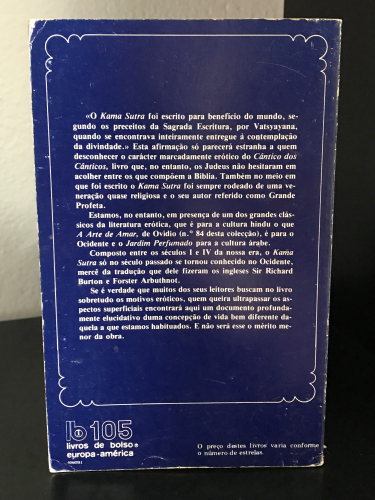 «O Kama Sutra foi escrito para benefício do mundo, se-
gundo os preceitos da Sagrada Escritura, por Vatsyayana,
quando se encontrava inteiramente entregue à contemplação
da divindade.» Esta afirmação só parecerá estranha a quem
desconhecer o carácter marcadamente erótico do Cântico dos
Cânticos, livro que, no entanto, os Judeus não hesitaram em
acolher entre os que compõem a Bíblia. Também no meio em
que foi escrito o Kama Sutra foi sempre rodeado de uma ve-
neração quase religiosa e o seu autor referido como Grande
Profeta.
Estamos, no entanto, em presença de um dos grandes clás-
sicos da literatura erótica, que é para a cultura hindu o que
A Arte de Amar, de Ovídio (n.º 84 desta colecção), é para o
Ocidente e o Jardim Perfumado para a cultura árabe.
Composto entre os séculos I e IV da nossa era, o Kama
Sutra só no século passado se tornou conhecido no Ocidente,
mercê da tradução que dele fizeram os ingleses Sir Richard
Burton e Forster Arbuthnot.
Se é verdade que muitos dos seus leitores buscam no livro
sobretudo os motivos eróticos, quem queira ultrapassar os as-
pectos superficiais encontrará aqui um documento profunda-
mente elucidativo duma concepção de vida bem diferente da-
quela a que estamos habituados. E não será esse o mérito me-
nor da obra.
lb 105
livros de bolso
europa-américa
O preço destes livros varia conforme
o número de estrelas.